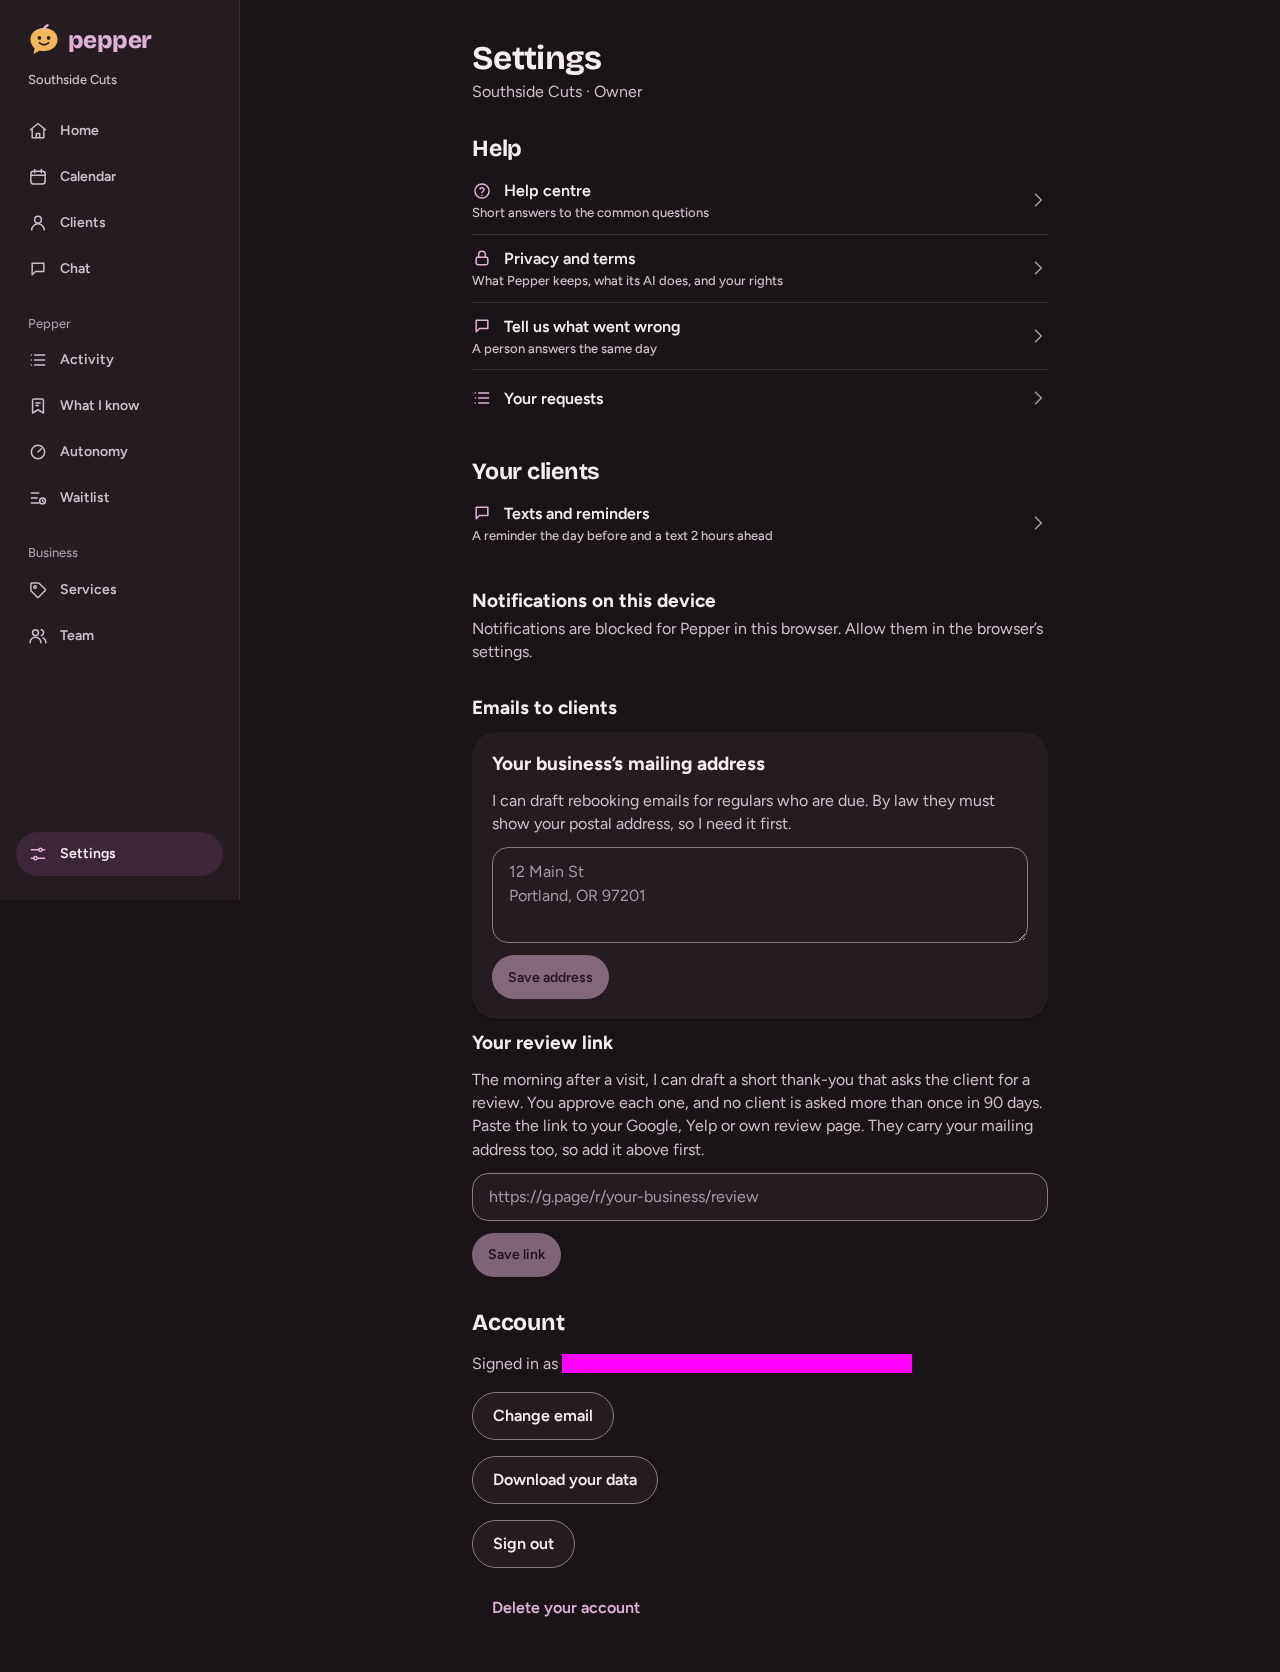 pepper
Southside Cuts
Home
Calendar
Clients
Chat
Pepper
Activity
What I know
Autonomy
Waitlist
Business
Services
Team
Settings
Settings
Southside Cuts · Owner
Help
Help centre
Short answers to the common questions
Privacy and terms
What Pepper keeps, what its AI does, and your rights
Tell us what went wrong
A person answers the same day
Your requests
Your clients
Texts and reminders
A reminder the day before and a text 2 hours ahead
Notifications on this device
Notifications are blocked for Pepper in this browser. Allow them in the browser’s
settings.
Emails to clients
Your business’s mailing address
I can draft rebooking emails for regulars who are due. By law they must
show your postal address, so I need it first.
12 Main St
Portland, OR 97201
Save address
Your review link
The morning after a visit, I can draft a short thank-you that asks the client for a
review. You approve each one, and no client is asked more than once in 90 days.
Paste the link to your Google, Yelp or own review page. They carry your mailing
address too, so add it above first.
https://g.page/r/your-business/review
Save link
Account
Signed in as
Change email
Download your data
Sign out
Delete your account